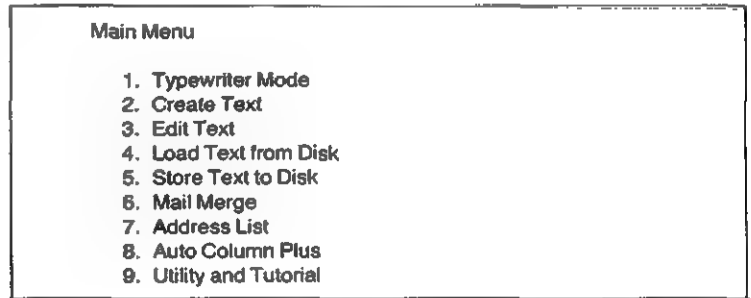 Main Menu
1. Typewriter Mode
2. Create Text
3. Edit Text
4. Load Text from Disk
5. Store Text to Disk
6. Mail Merge
7. Address List
8. Auto Column Plus
9. Utility and Tutorial